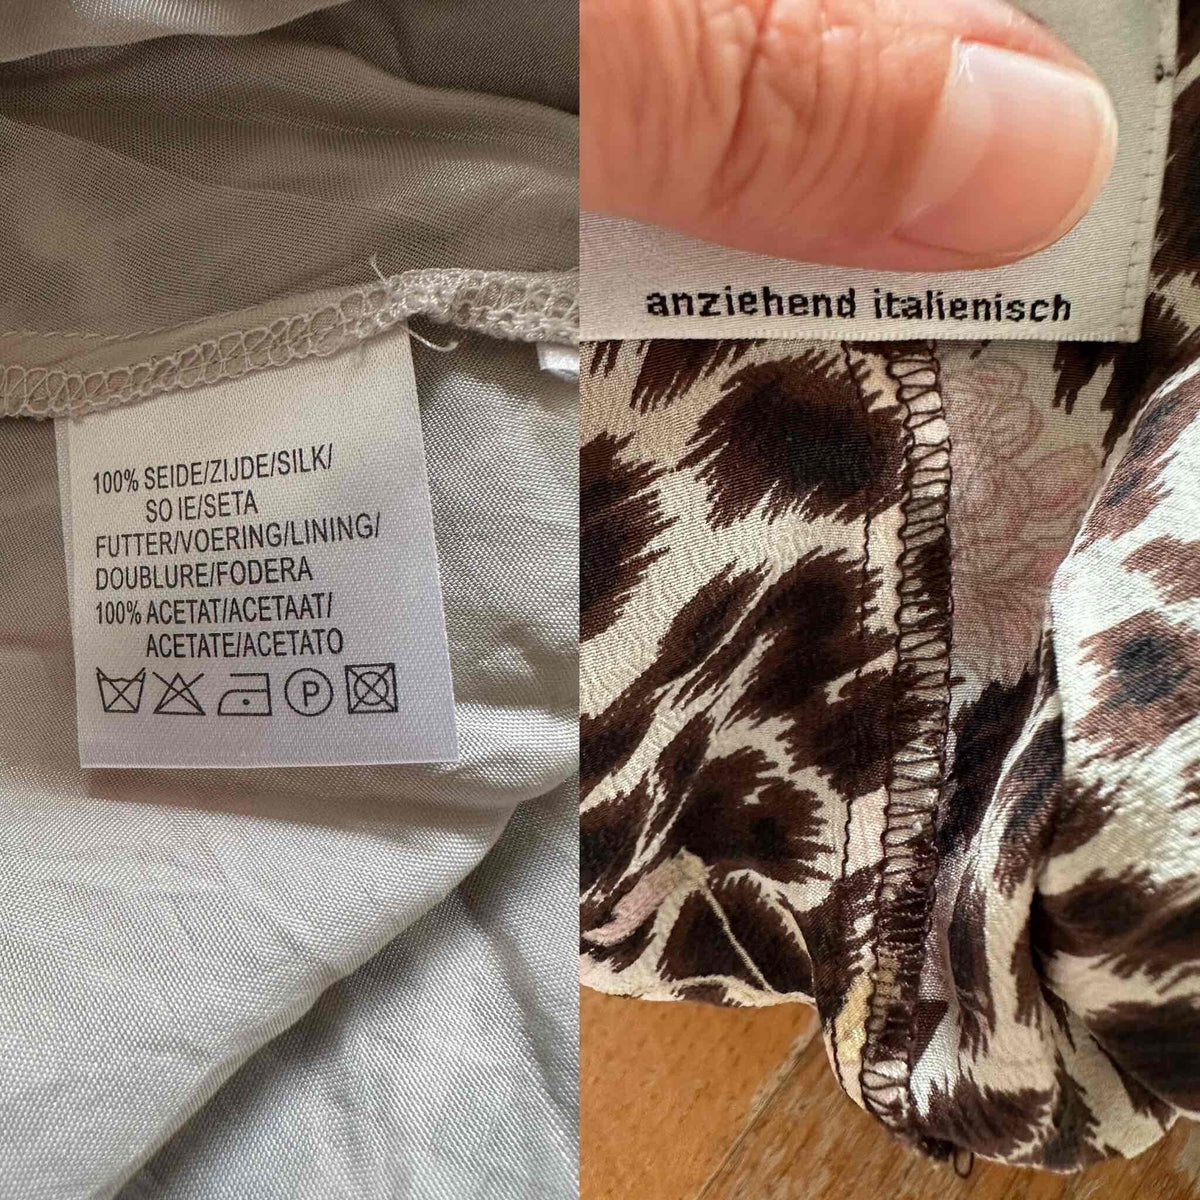 100% SEIDE/ZIJDE/SILK/
SO IE/SETA
FUTTER/VOERING/LINING/
DOUBLURE/FODERA
100% ACETAT/ACETAAT/
ACETATE/ACETATO
P
anziehend italienisch